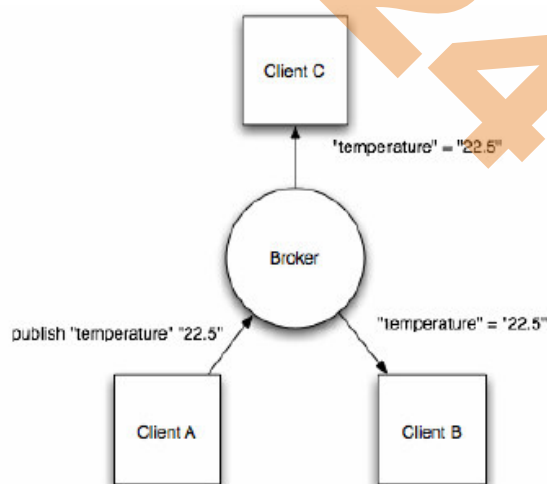 Client C
"temperature" = "22.5"
Broker
publish "temperature" "22.5"
"temperature" = "22.5"
Client A
Client B